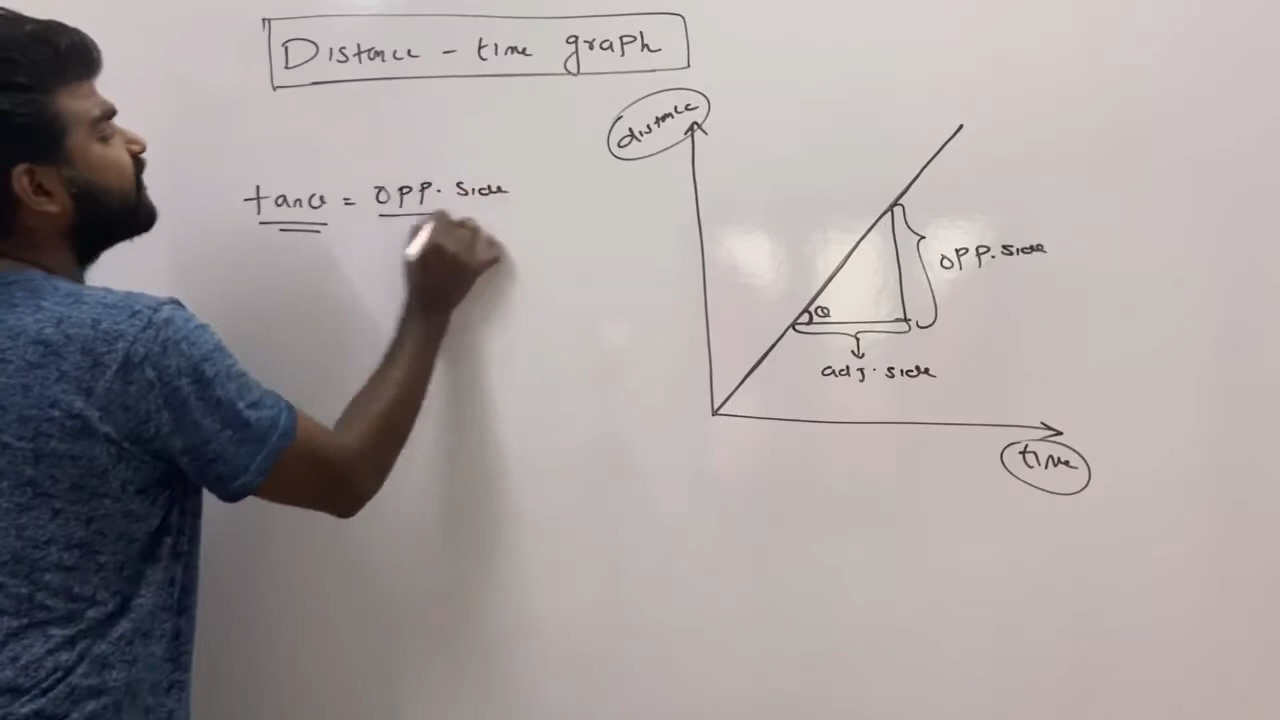 Distance - time graph
distance
tanθ = opp. side
opp. side
θ
adj. side
time